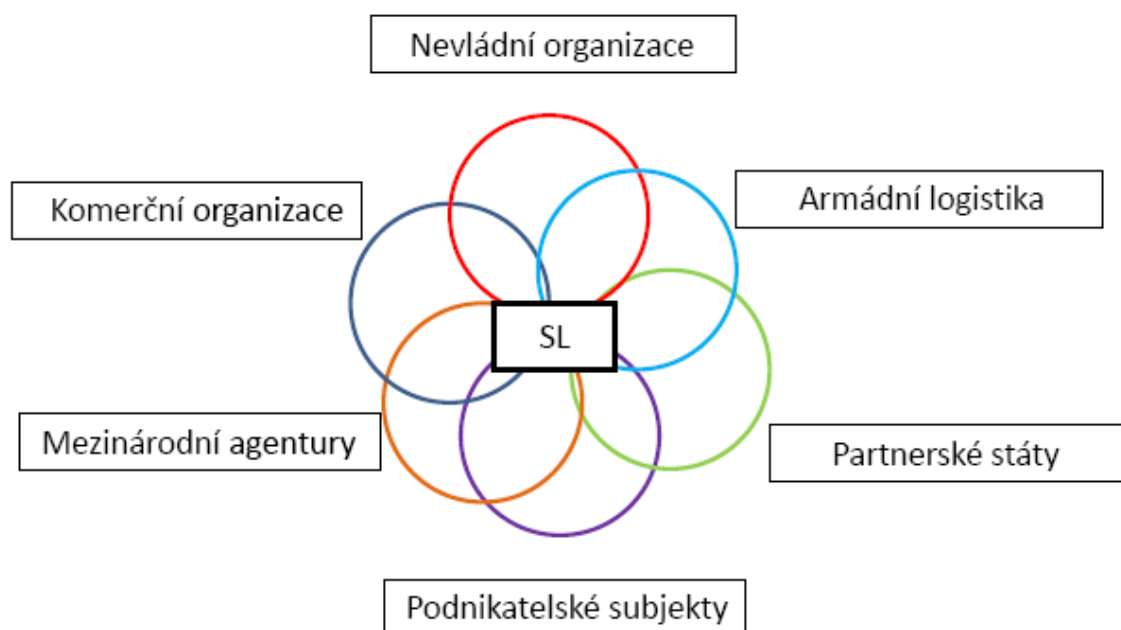 Nevládní organizace
Komerční organizace
Armádní logistika
SL
Mezinárodní agentury
Partnerské státy
Podnikatelské subjekty